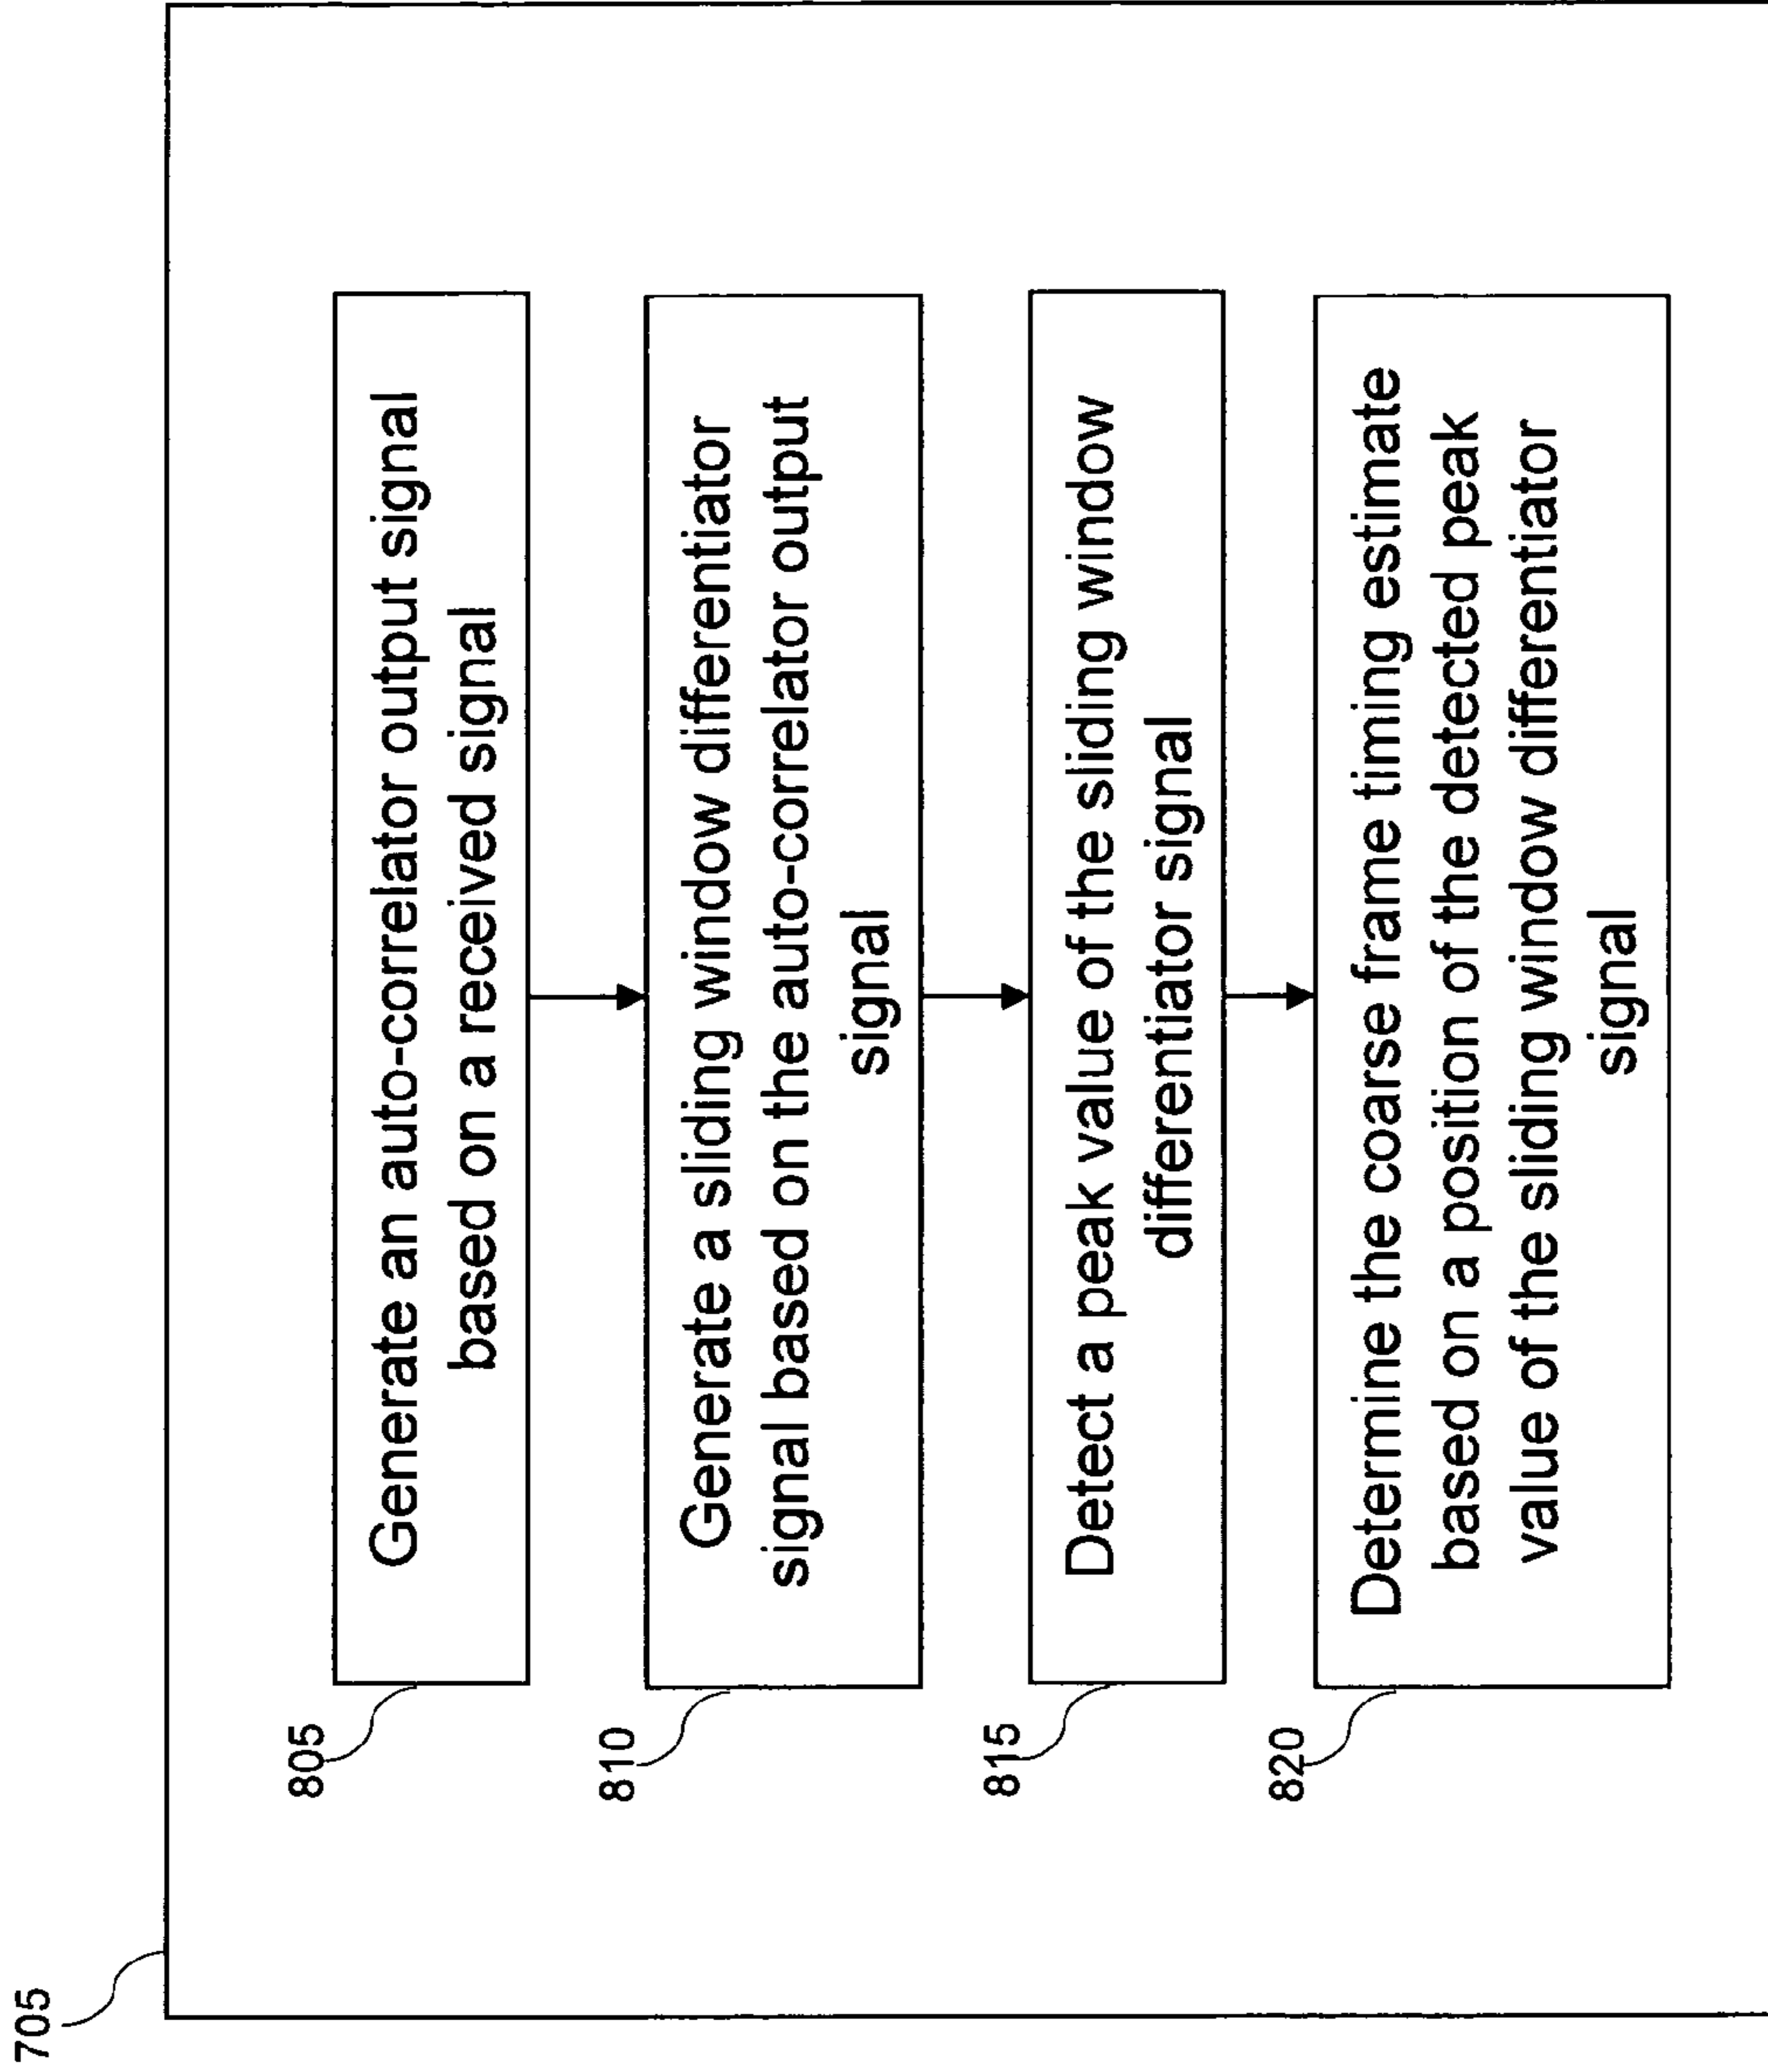 705
805
Generate an auto-correlator output signal
based on a received signal
810
Generate a sliding window differentiator
signal based on the auto-correlator output
signal
815
Detect a peak value of the sliding window
differentiator signal
820
Determine the coarse frame timing estimate
based on a position of the detected peak
value of the sliding window differentiator
signal